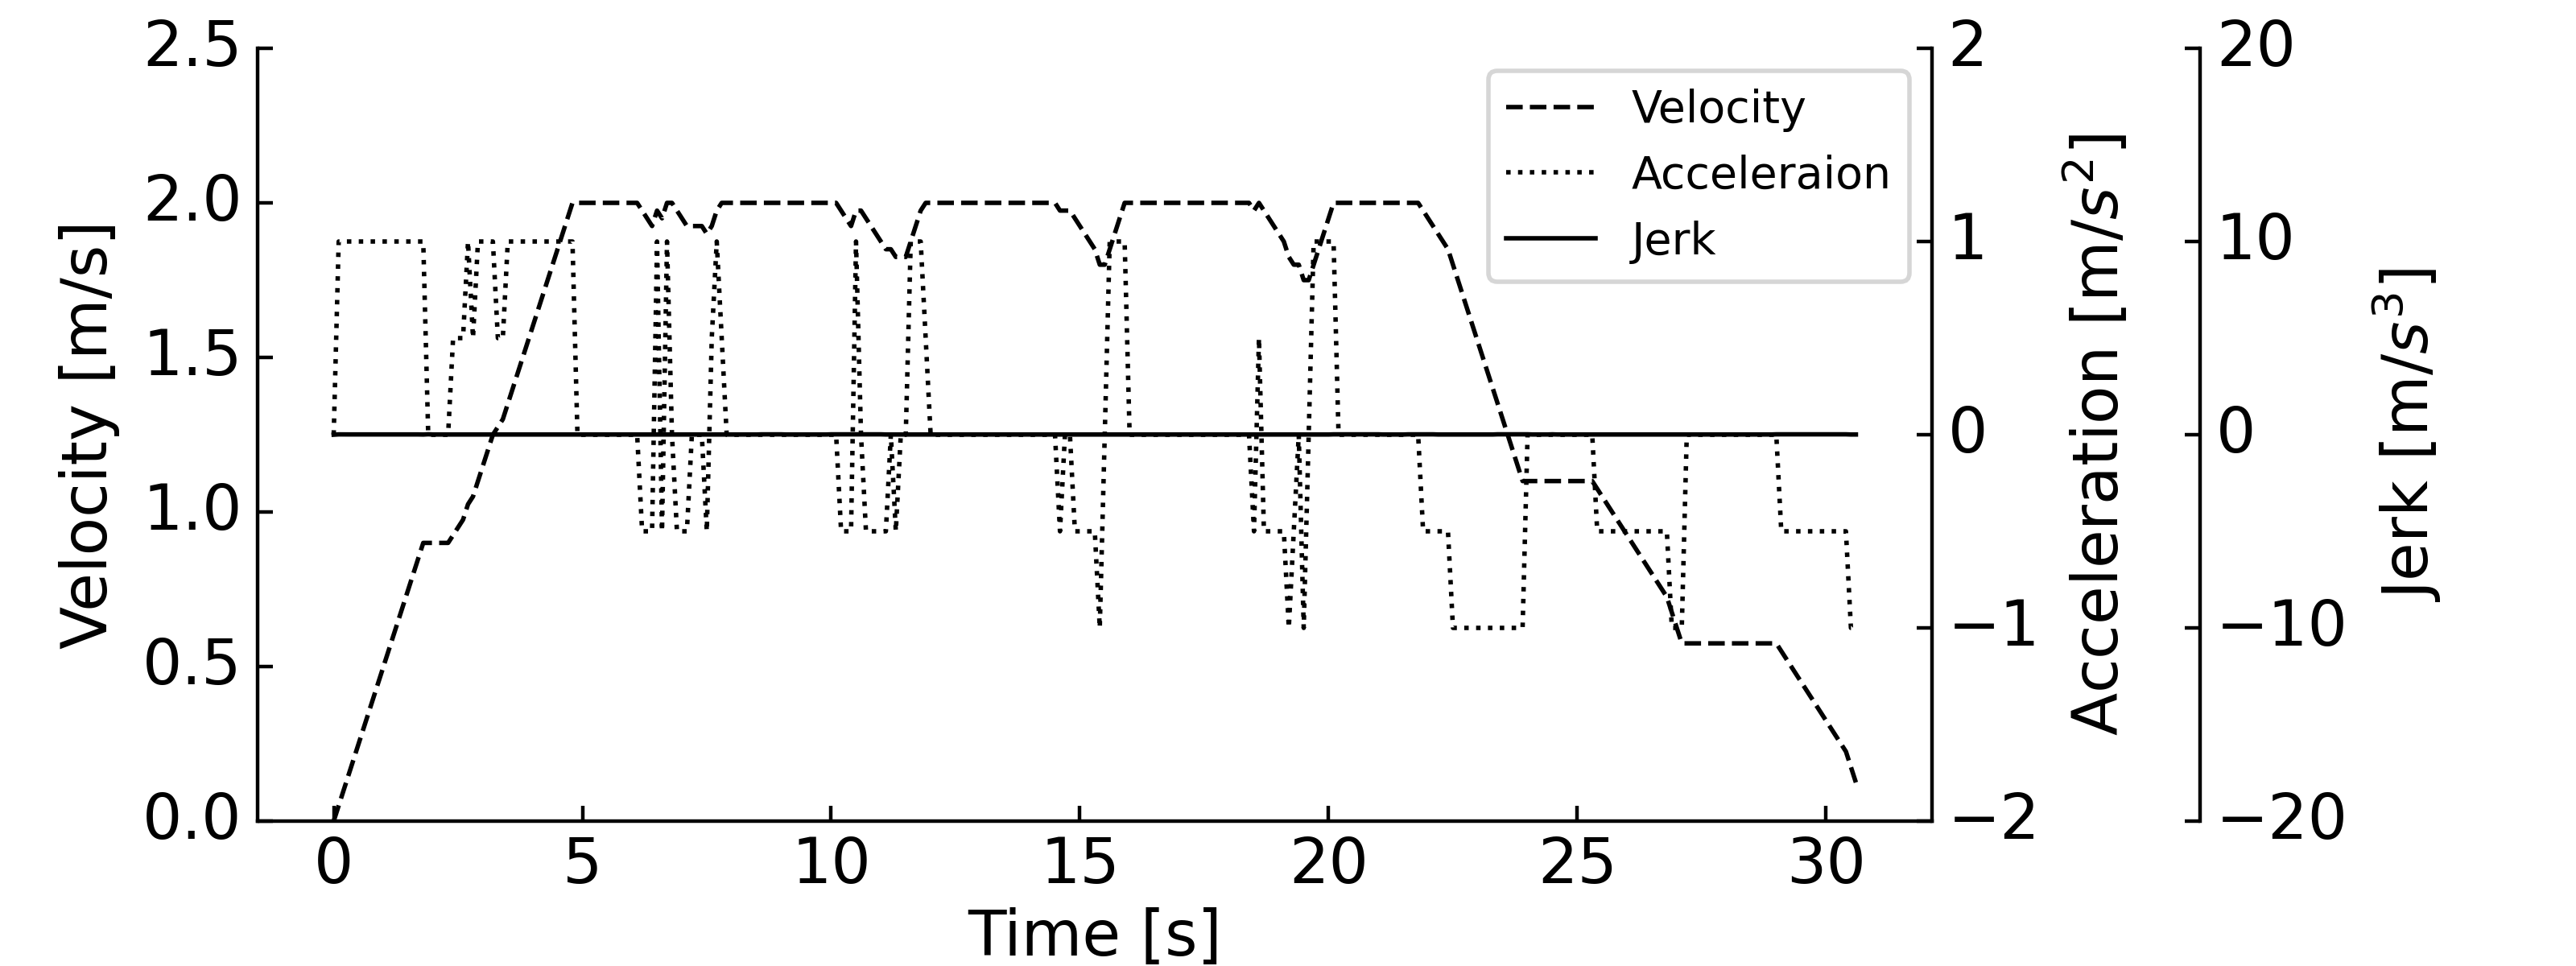 2.5
2.0
1.5
1.0
0.5
0.0
Velocity [m/s]
0 5 10 15 20 25 30
Time [s]
Velocity
Acceleraion
Jerk
2
1
0
−1
−2
Acceleration [m/s²]
20
10
0
−10
−20
Jerk [m/s³]